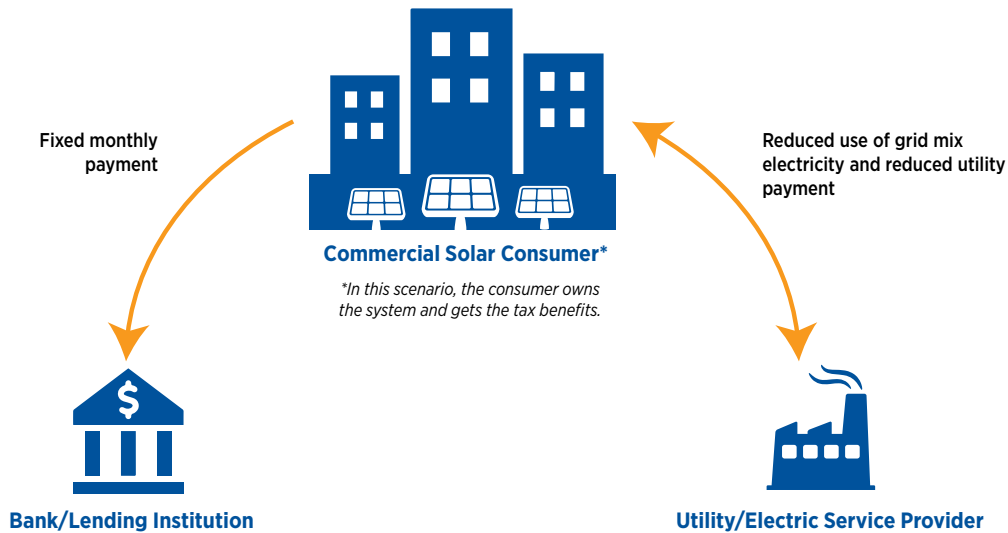 Fixed monthly
payment
Reduced use of grid mix
electricity and reduced utility
payment
Commercial Solar Consumer*
*In this scenario, the consumer owns
the system and gets the tax benefits.
$
Bank/Lending Institution
Utility/Electric Service Provider